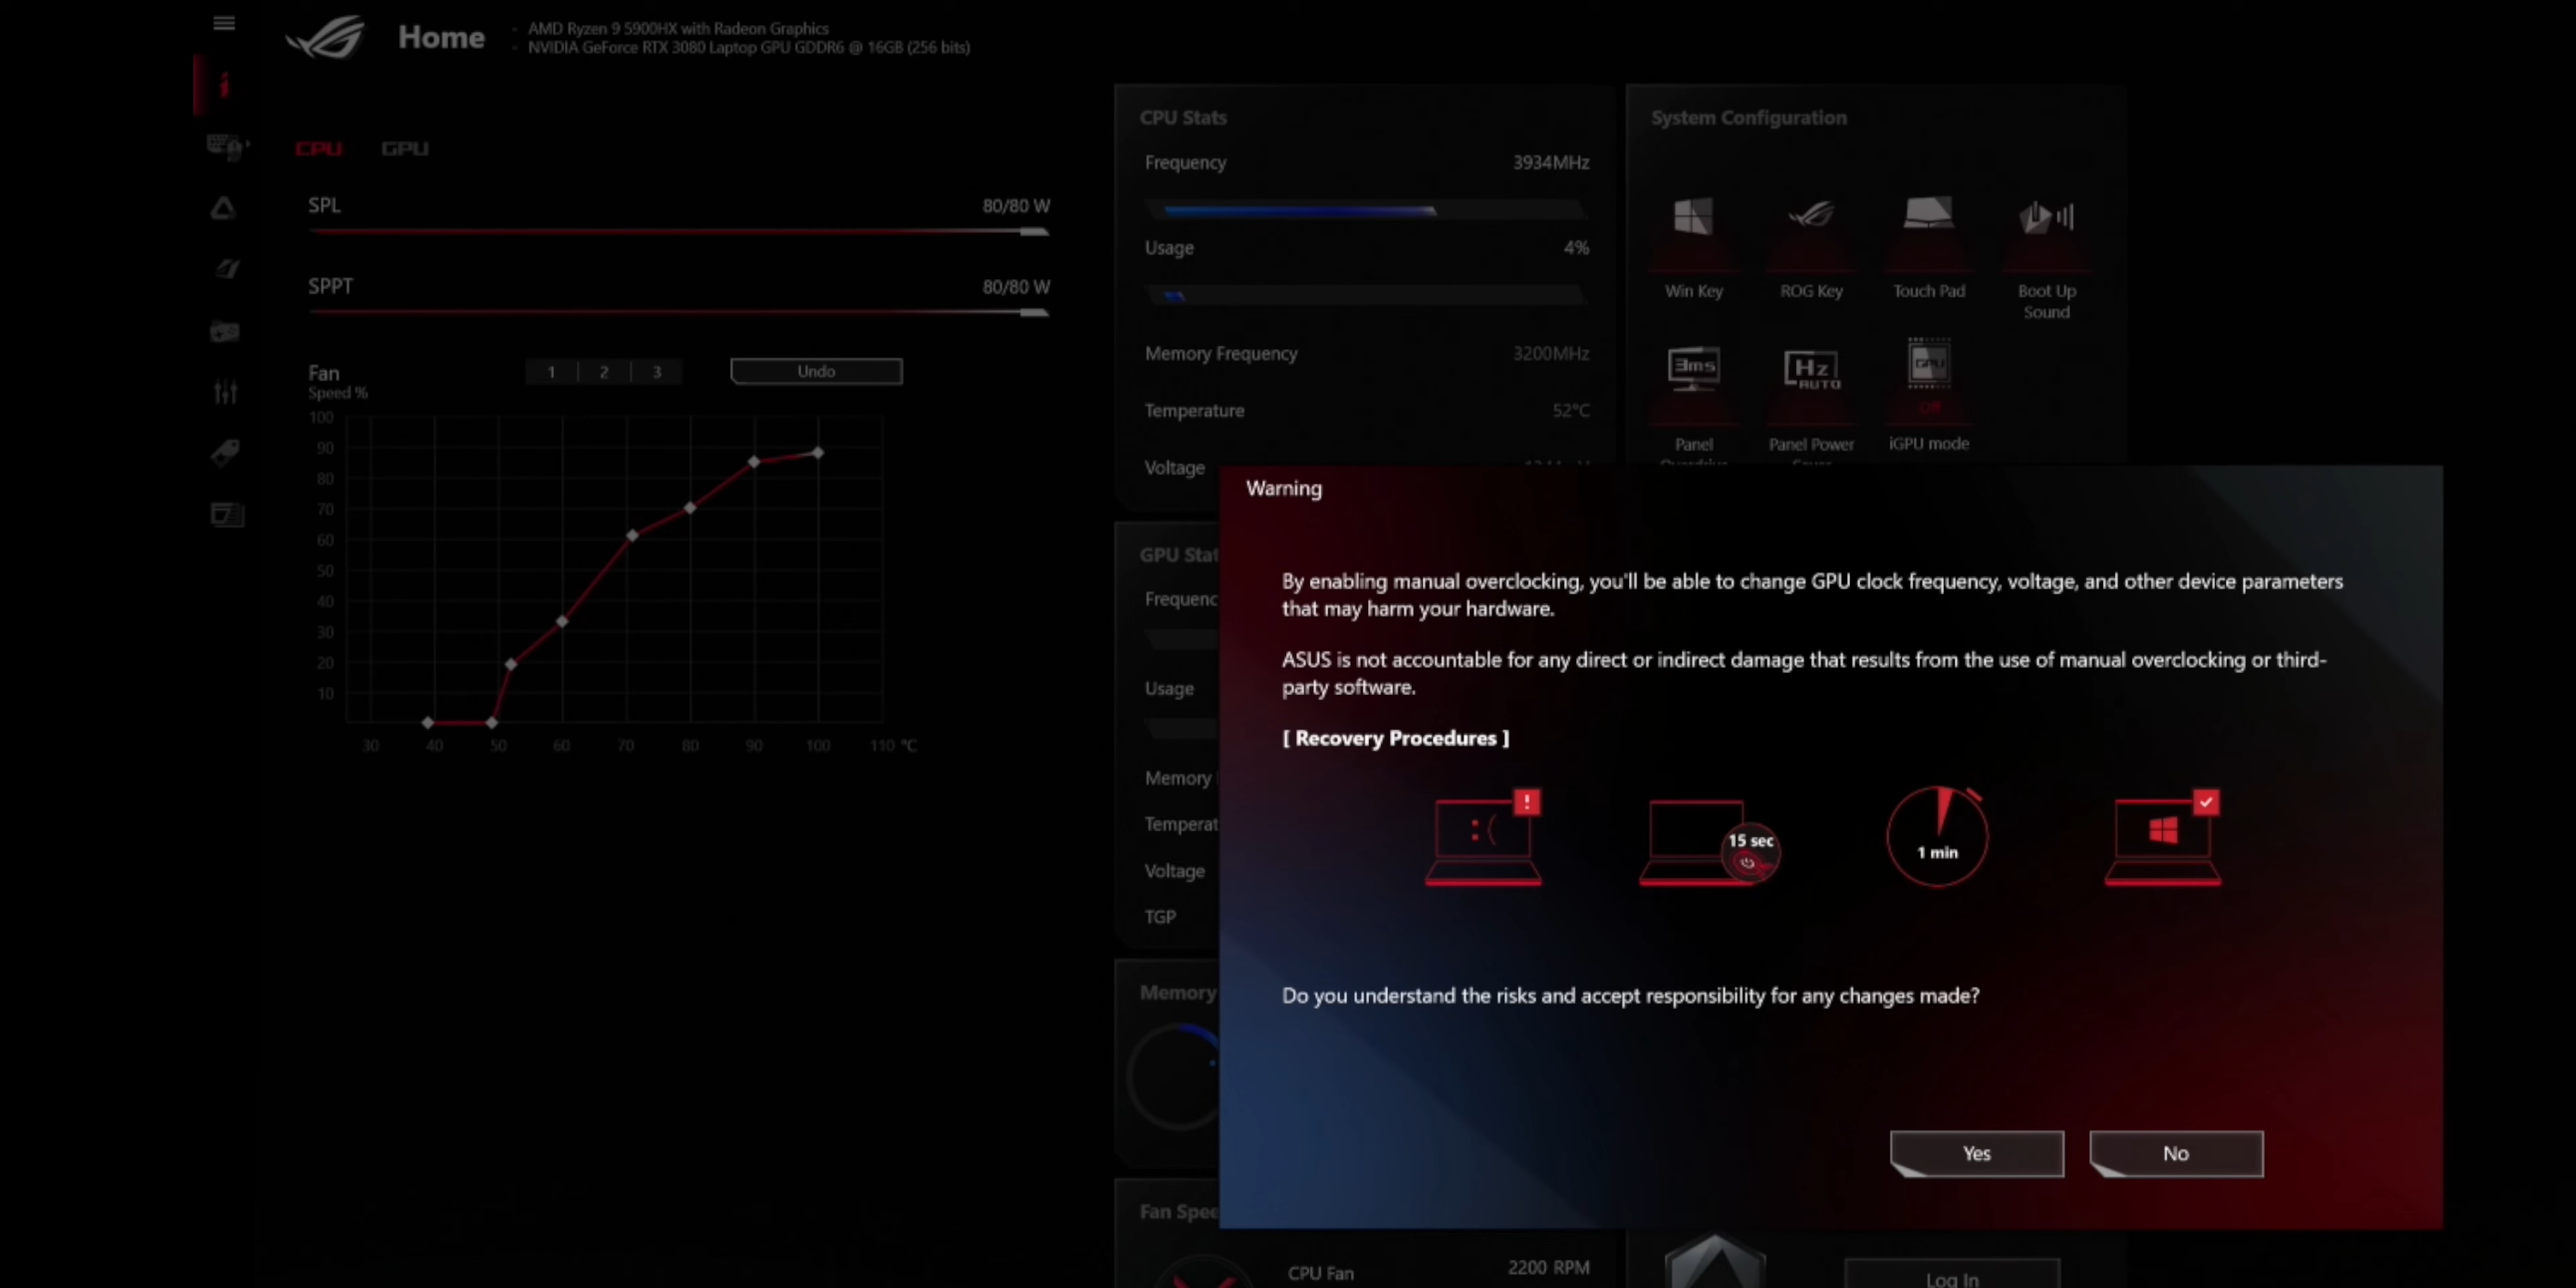 Home
AMD Ryzen 9 5900HX with Radeon Graphics
NVIDIA GeForce RTX 3080 Laptop GPU GDDR6 @ 16GB (256 bits)
CPU GPU
SPL 80/80 W
SPPT 80/80 W
Fan
Speed %
1 2 3
Undo
100
90
80
70
60
50
40
30
20
10
30 40 50 60 70 80 90 100 110 °C
CPU Stats
Frequency 3934MHz
Usage 4%
Memory Frequency 3200MHz
Temperature 52°C
Voltage
System Configuration
Win Key
ROG Key
Touch Pad
Boot Up
Sound
3ms
Panel
Hz
AUTO
Panel Power
GPU
Off
iGPU mode
GPU Stat
Frequenc
Usage
Memory
Temperat
Voltage
TGP
Memory
Fan Spee
CPU Fan 2200 RPM
Log In
Warning
By enabling manual overclocking, you'll be able to change GPU clock frequency, voltage, and other device parameters
that may harm your hardware.
ASUS is not accountable for any direct or indirect damage that results from the use of manual overclocking or third-
party software.
[ Recovery Procedures ]
! :(
15 sec
1 min
Do you understand the risks and accept responsibility for any changes made?
Yes No